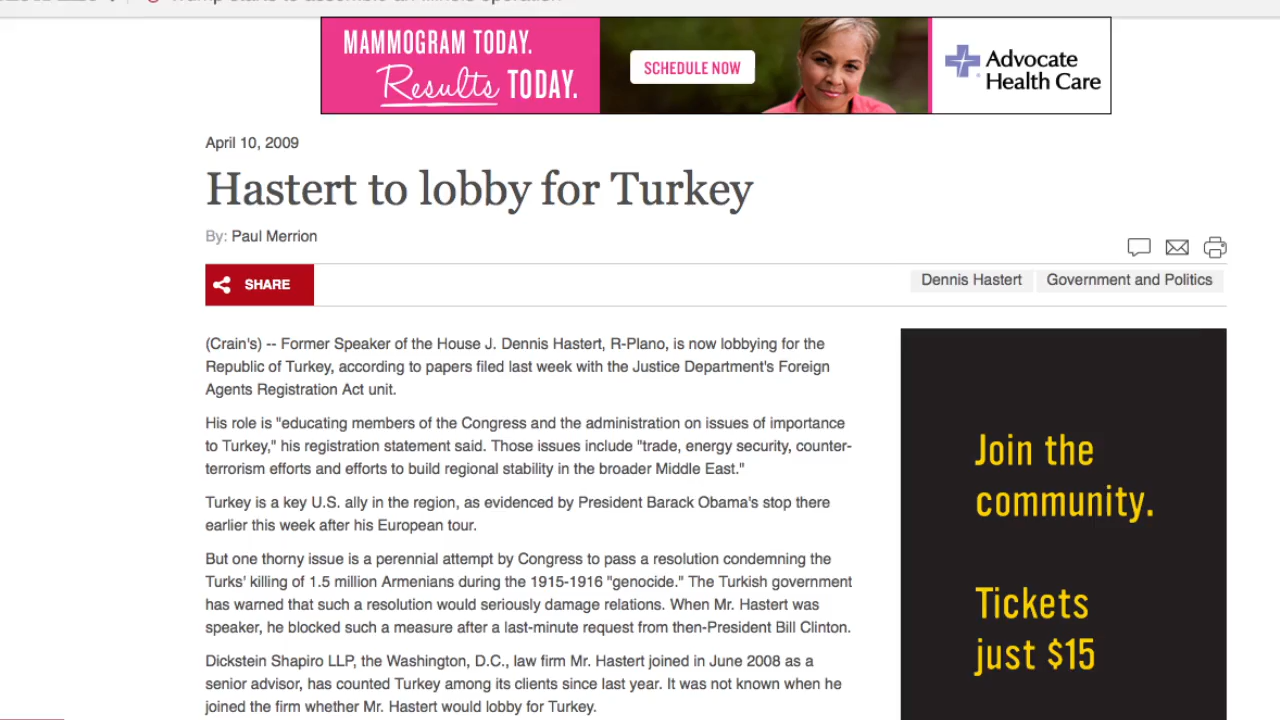 Trump starts to assemble an Illinois operation
MAMMOGRAM TODAY.
Results TODAY.
SCHEDULE NOW
Advocate
Health Care
April 10, 2009
Hastert to lobby for Turkey
By: Paul Merrion
SHARE
Dennis Hastert
Government and Politics
(Crain's) -- Former Speaker of the House J. Dennis Hastert, R-Plano, is now lobbying for the
Republic of Turkey, according to papers filed last week with the Justice Department's Foreign
Agents Registration Act unit.
His role is "educating members of the Congress and the administration on issues of importance
to Turkey," his registration statement said. Those issues include "trade, energy security, counter-
terrorism efforts and efforts to build regional stability in the broader Middle East."
Turkey is a key U.S. ally in the region, as evidenced by President Barack Obama's stop there
earlier this week after his European tour.
But one thorny issue is a perennial attempt by Congress to pass a resolution condemning the
Turks' killing of 1.5 million Armenians during the 1915-1916 "genocide." The Turkish government
has warned that such a resolution would seriously damage relations. When Mr. Hastert was
speaker, he blocked such a measure after a last-minute request from then-President Bill Clinton.
Dickstein Shapiro LLP, the Washington, D.C., law firm Mr. Hastert joined in June 2008 as a
senior advisor, has counted Turkey among its clients since last year. It was not known when he
joined the firm whether Mr. Hastert would lobby for Turkey.
Join the
community.
Tickets
just $15